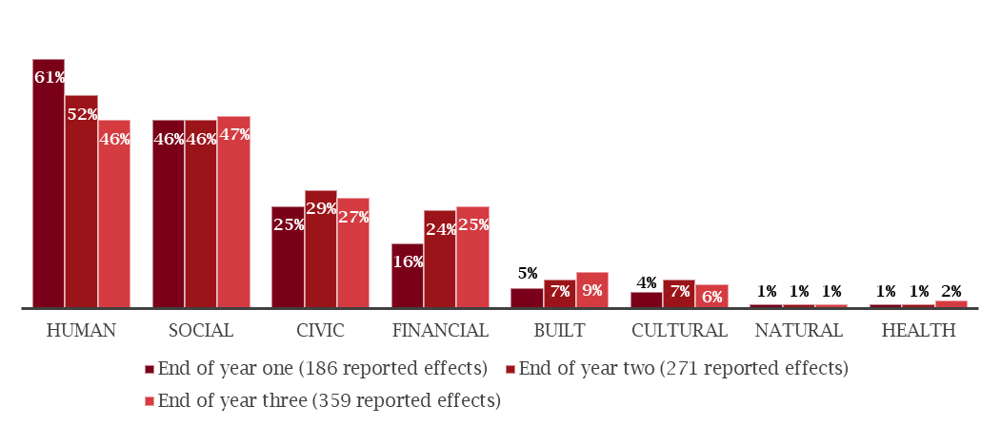 61% 52% 46% 46% 46% 47% 25% 29% 27% 16% 24% 25% 5% 7% 9% 4% 7% 6% 1% 1% 1% 1% 1% 2%
HUMAN SOCIAL CIVIC FINANCIAL BUILT CULTURAL NATURAL HEALTH
End of year one (186 reported effects) End of year two (271 reported effects)
End of year three (359 reported effects)